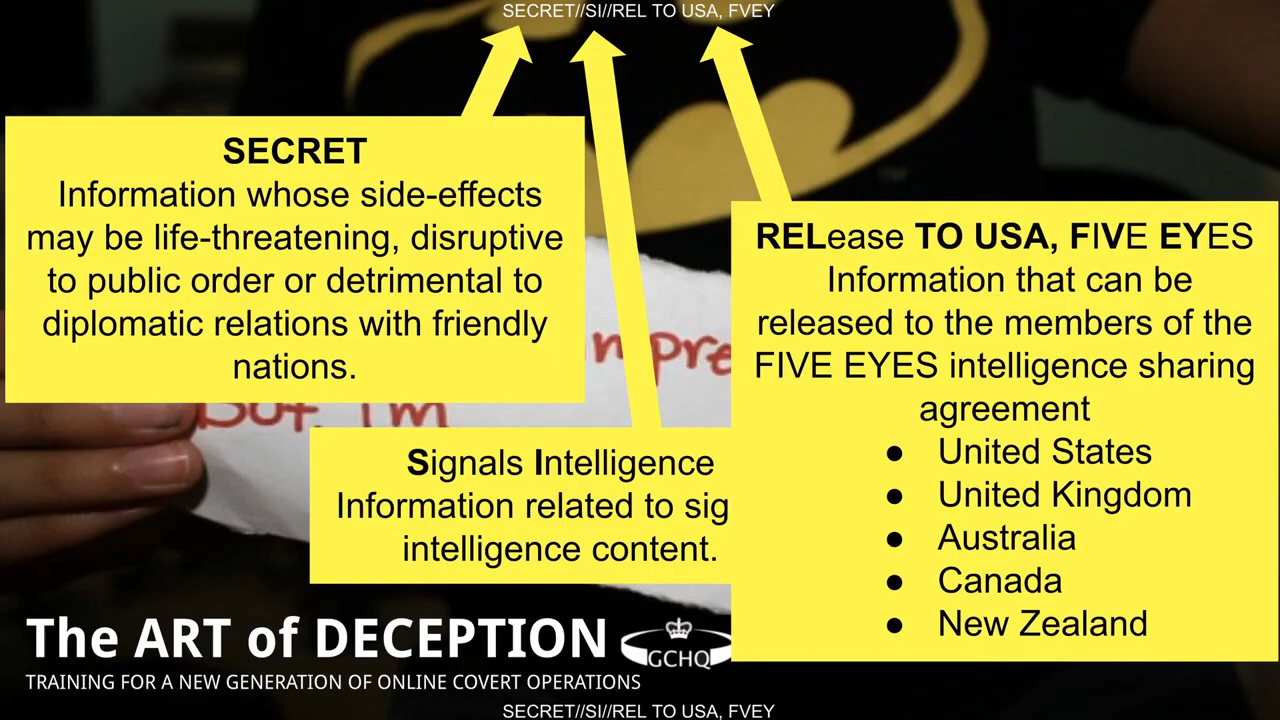 SECRET//SI//REL TO USA, FVEY
SECRET
Information whose side-effects
may be life-threatening, disruptive
to public order or detrimental to
diplomatic relations with friendly
nations.
RELease TO USA, FIVE EYES
Information that can be
released to the members of the
FIVE EYES intelligence sharing
agreement
● United States
● United Kingdom
● Australia
● Canada
● New Zealand
But I'm
Signals Intelligence
Information related to sig
intelligence content.
The ART of DECEPTION
GCHQ
TRAINING FOR A NEW GENERATION OF ONLINE COVERT OPERATIONS
SECRET//SI//REL TO USA, FVEY